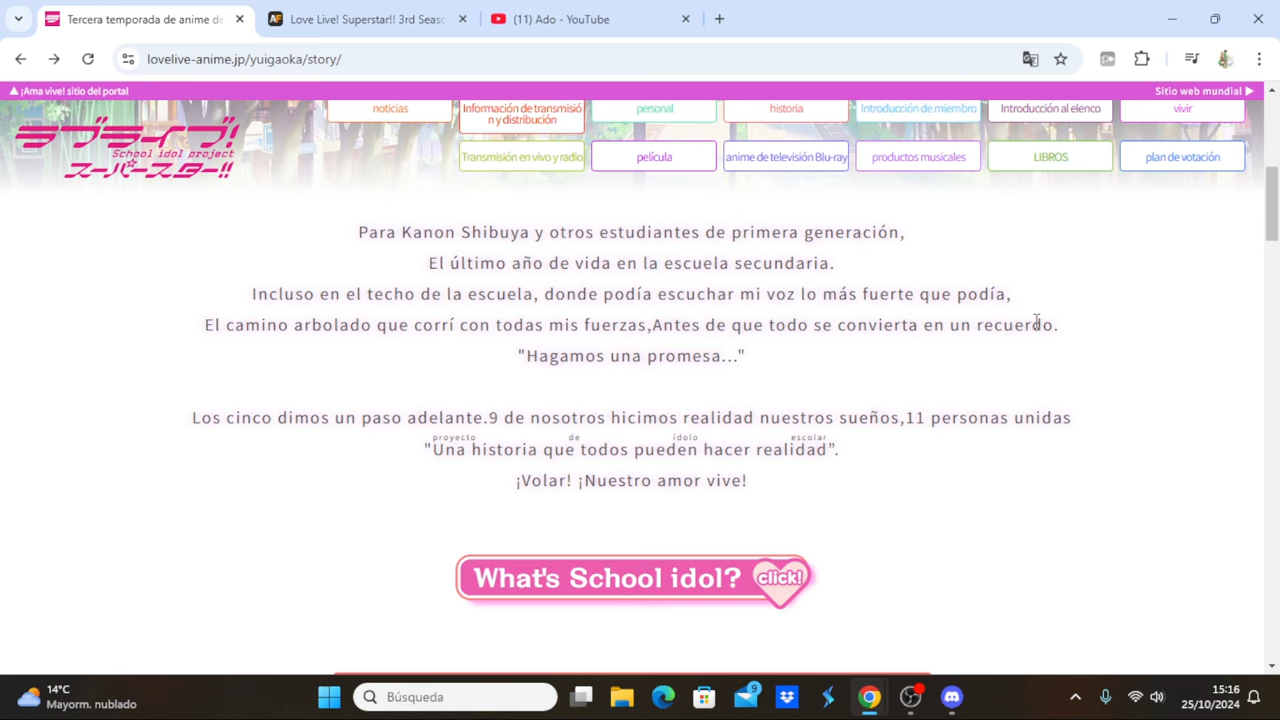 Tercera temporada de anime de
Love Live! Superstar!! 3rd Seaso
(11) Ado - YouTube
lovelive-anime.jp/yuigaoka/story/
▲¡Ama vive! sitio del portal
Sitio web mundial ▶
noticias
Información de transmisió
n y distribución
personal
historia
Introducción de miembro
Introducción al elenco
vivir
ラブライブ!
School idol project
スーパースター!!
Transmisión en vivo y radio
película
anime de televisión Blu-ray
productos musicales
LIBROS
plan de votación
Para Kanon Shibuya y otros estudiantes de primera generación,
El último año de vida en la escuela secundaria.
Incluso en el techo de la escuela, donde podía escuchar mi voz lo más fuerte que podía,
El camino arbolado que corrí con todas mis fuerzas,Antes de que todo se convierta en un recuerdo.
"Hagamos una promesa..."
Los cinco dimos un paso adelante.9 de nosotros hicimos realidad nuestros sueños,11 personas unidas
proyecto de ídolo escolar
"Una historia que todos pueden hacer realidad”.
¡Volar! ¡Nuestro amor vive!
What's School idol? click!
14°C
Mayorm. nublado
Búsqueda
9
15:16
25/10/2024